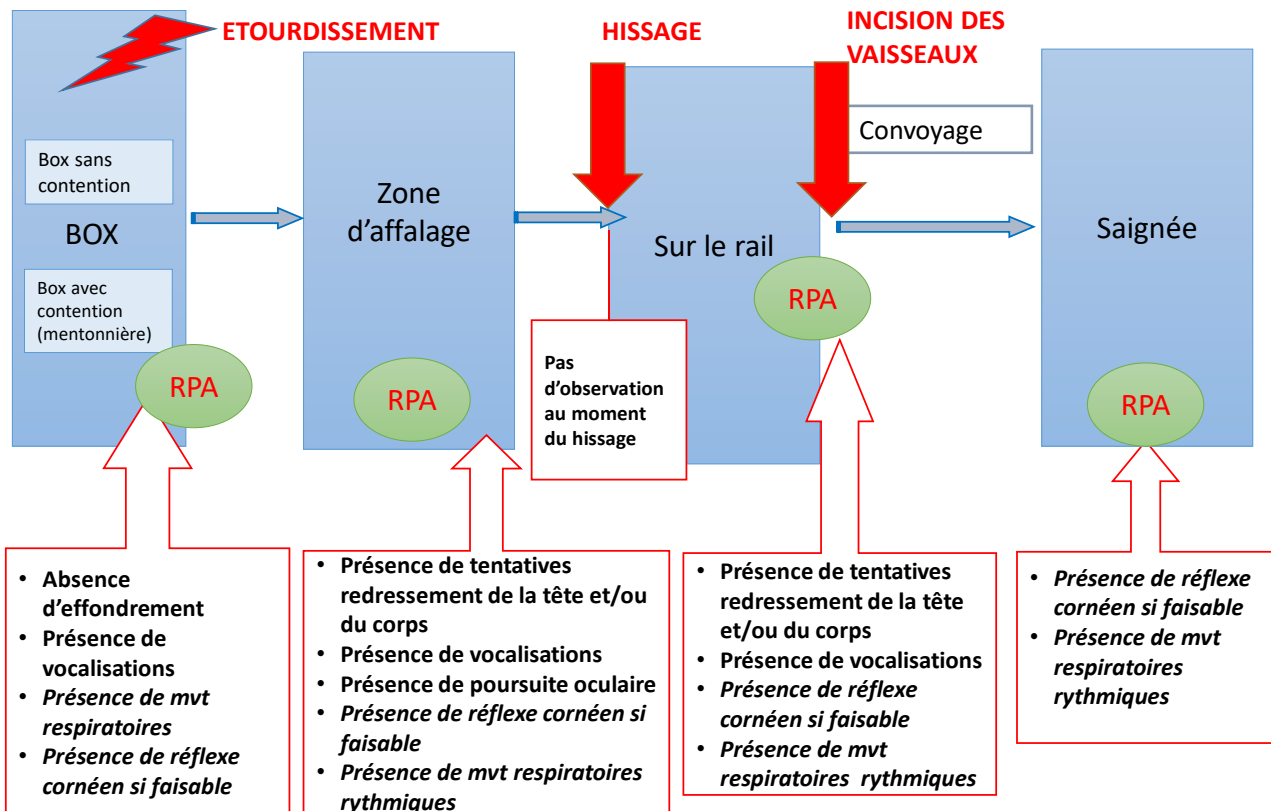 ETOURDISSEMENT
HISSAGE
INCISION DES
VAISSEAUX
Box sans
contention
BOX
Box avec
contention
(mentonnière)
RPA
Zone
d'affalage
RPA
Pas
d'observation
au moment
du hissage
Sur le rail
RPA
Convoyage
Saignée
RPA
• Absence
d'effondrement
• Présence de
vocalisations
• Présence de mvt
respiratoires
• Présence de réflexe
cornéen si faisable
• Présence de tentatives
redressement de la tête et/ou
du corps
• Présence de vocalisations
• Présence de poursuite oculaire
• Présence de réflexe cornéen si
faisable
• Présence de mvt respiratoires
rythmiques
• Présence de tentatives
redressement de la tête
et/ou du corps
• Présence de vocalisations
• Présence de réflexe
cornéen si faisable
• Présence de mvt
respiratoires rythmiques
• Présence de réflexe
cornéen si faisable
• Présence de mvt
respiratoires
rythmiques